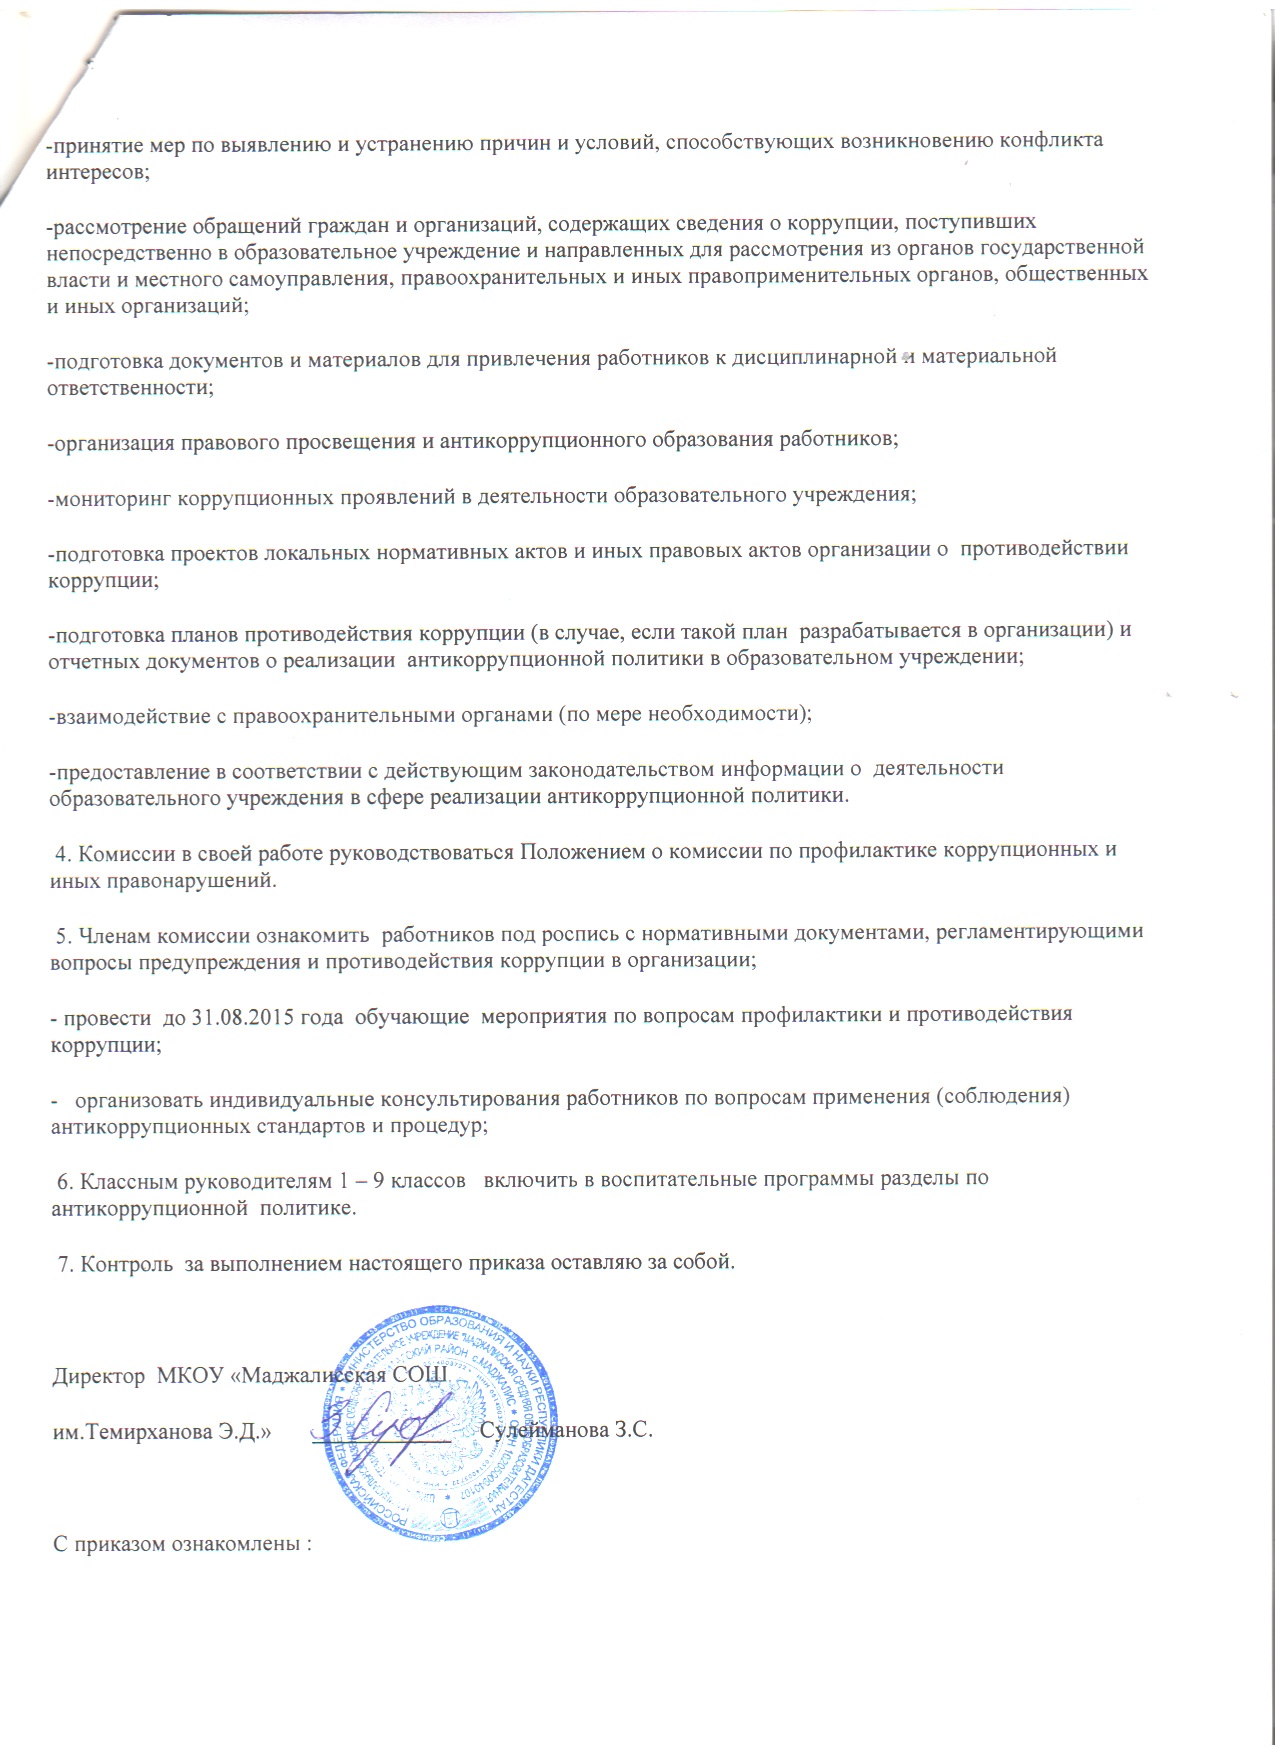 -принятие мер по выявлению и устранению причин и условий, способствующих возникновению конфликта
интересов;
-рассмотрение обращений граждан и организаций, содержащих сведения о коррупции, поступивших
непосредственно в образовательное учреждение и направленных для рассмотрения из органов государственной
власти и местного самоуправления, правоохранительных и иных правоприменительных органов, общественных
и иных организаций;
-подготовка документов и материалов для привлечения работников к дисциплинарной и материальной
ответственности;
-организация правового просвещения и антикоррупционного образования работников;
-мониторинг коррупционных проявлений в деятельности образовательного учреждения;
-подготовка проектов локальных нормативных актов и иных правовых актов организации о противодействии
коррупции;
-подготовка планов противодействия коррупции (в случае, если такой план разрабатывается в организации) и
отчетных документов о реализации антикоррупционной политики в образовательном учреждении;
-взаимодействие с правоохранительными органами (по мере необходимости);
-предоставление в соответствии с действующим законодательством информации о деятельности
образовательного учреждения в сфере реализации антикоррупционной политики.
4. Комиссии в своей работе руководствоваться Положением о комиссии по профилактике коррупционных и
иных правонарушений.
5. Членам комиссии ознакомить работников под роспись с нормативными документами, регламентирующими
вопросы предупреждения и противодействия коррупции в организации;
- провести до 31.08.2015 года обучающие мероприятия по вопросам профилактики и противодействия
коррупции;
- организовать индивидуальные консультирования работников по вопросам применения (соблюдения)
антикоррупционных стандартов и процедур;
6. Классным руководителям 1 – 9 классов включить в воспитательные программы разделы по
антикоррупционной политике.
7. Контроль за выполнением настоящего приказа оставляю за собой.
Директор МКОУ «Маджалисская СОШ
им.Темирханова Э.Д.» Сулейманова З.С.
РОССИЙСКАЯ ФЕДЕРАЦИЯ * МИНИСТЕРСТВО ОБРАЗОВАНИЯ И НАУКИ РЕСПУБЛИКИ ДАГЕСТАН
С приказом ознакомлены :